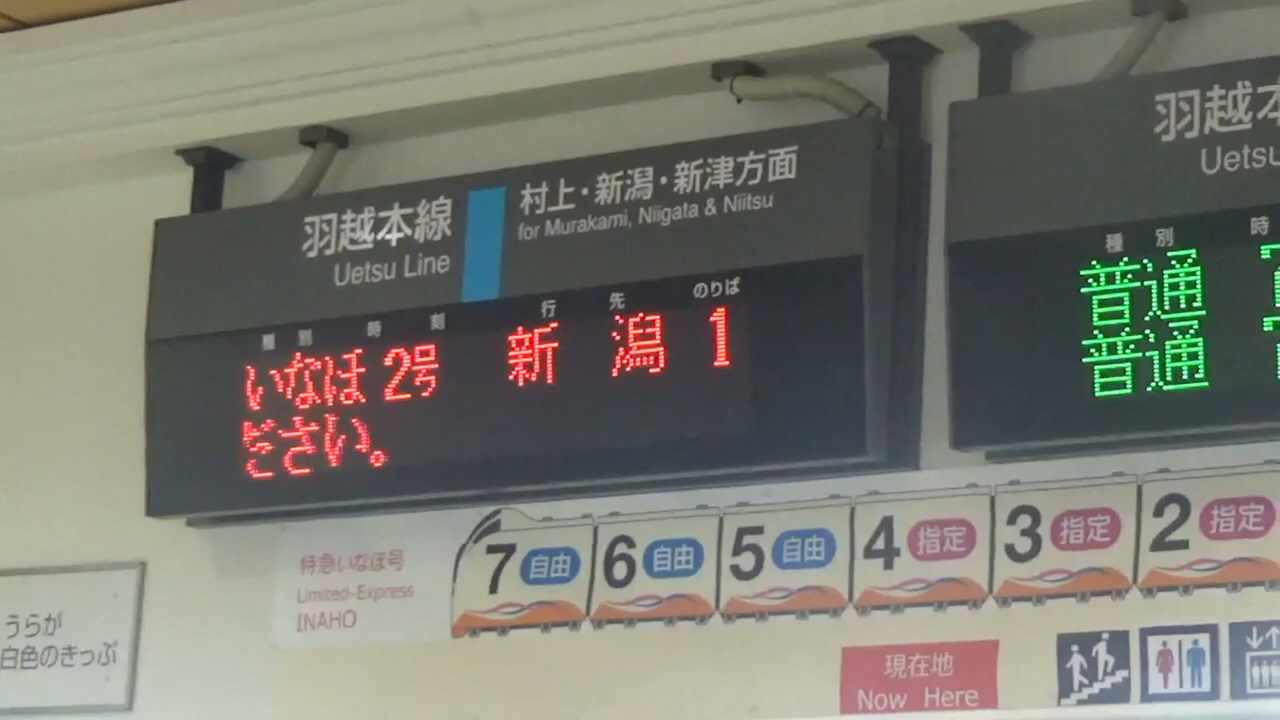 羽越本線
Uetsu Line
村上・新潟・新津方面
for Murakami, Niigata & Niitsu
種別 時刻 行先 のりば
いなほ 2号 新潟 1
ださい。
羽越本
Uetsu
種別 時
普通
普通
特急いなほ号
Limited-Express
INAHO
7 自由 6 自由 5 自由 4 指定 3 指定 2 指定
現在地
Now Here
うらが
白色のきっぷ